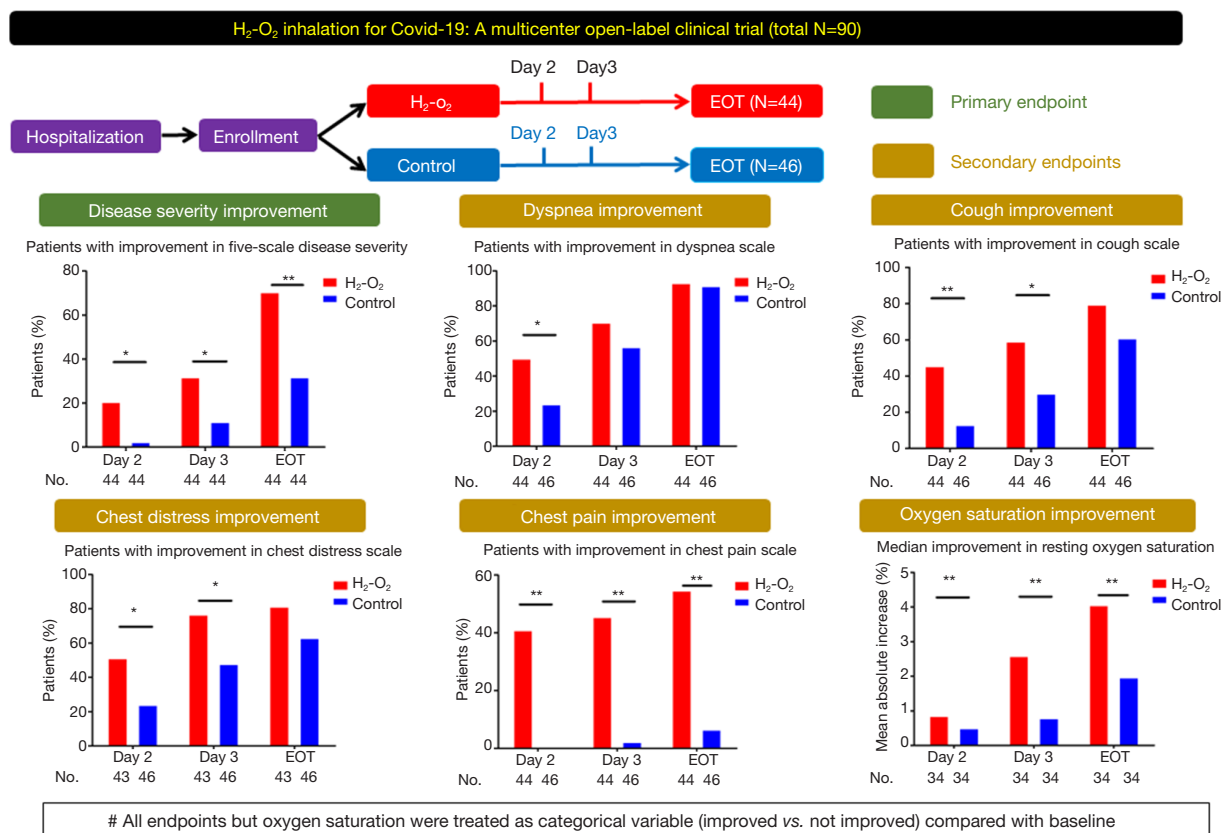 H₂-O₂ inhalation for Covid-19: A multicenter open-label clinical trial (total N=90)
Day 2 Day3
Hospitalization
Enrollment
H₂-o₂
EOT (N=44)
Day 2 Day3
Control
EOT (N=46)
Primary endpoint
Secondary endpoints
Disease severity improvement
Patients with improvement in five-scale disease severity
Patients (%)
80
60
40
20
0
* * **
H₂-O₂
Control
Day 2 Day 3 EOT
No. 44 44 44 44 44 44
Dyspnea improvement
Patients with improvement in dyspnea scale
Patients (%)
100
80
60
40
20
0
*
H₂-O₂
Control
Day 2 Day 3 EOT
No. 44 46 44 46 44 46
Cough improvement
Patients with improvement in cough scale
Patients (%)
100
80
60
40
20
0
** *
H₂-O₂
Control
Day 2 Day 3 EOT
No. 44 46 44 46 44 46
Chest distress improvement
Patients with improvement in chest distress scale
Patients (%)
100
80
60
40
20
0
* *
H₂-O₂
Control
Day 2 Day 3 EOT
No. 43 46 43 46 43 46
Chest pain improvement
Patients with improvement in chest pain scale
Patients (%)
60
40
20
0
** ** **
H₂-O₂
Control
Day 2 Day 3 EOT
No. 44 46 44 46 44 46
Oxygen saturation improvement
Median improvement in resting oxygen saturation
Mean absolute increase (%)
5
4
3
2
1
0
** ** **
H₂-O₂
Control
Day 2 Day 3 EOT
No. 34 34 34 34 34 34
# All endpoints but oxygen saturation were treated as categorical variable (improved vs. not improved) compared with baseline